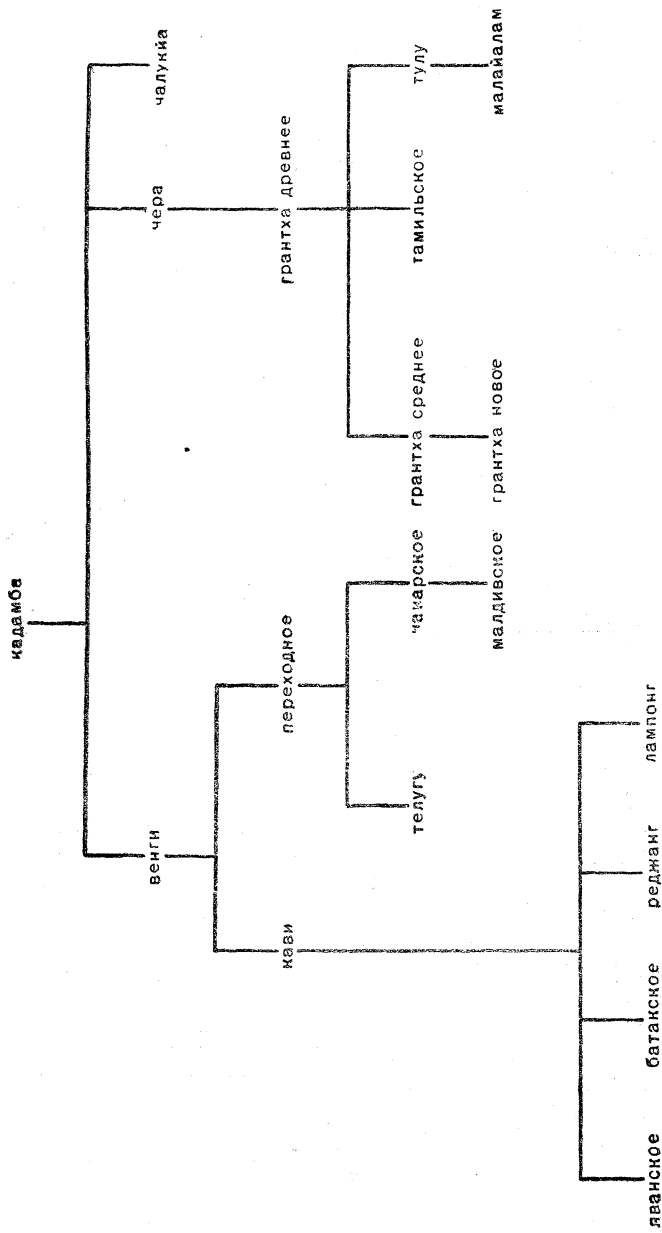 кадамба
венги
чера
чалукйа
кави
переходное
грантха древнее
телугу
чакарское
грантха среднее
тамильское
тулу
малдивское
грантха новое
малайалам
яванское
батакское
реджанг
лампонг